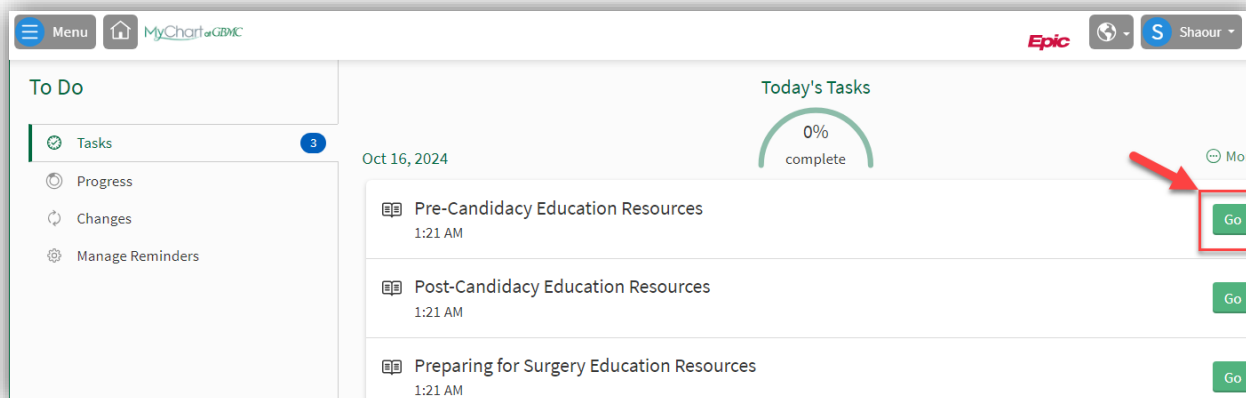 Menu
MyChart at GBMC
Epic
S Shaour
To Do
Tasks 3
Progress
Changes
Manage Reminders
Today's Tasks
0%
complete
Oct 16, 2024
Mo
Pre-Candidacy Education Resources
1:21 AM
Go
Post-Candidacy Education Resources
1:21 AM
Go
Preparing for Surgery Education Resources
1:21 AM
Go